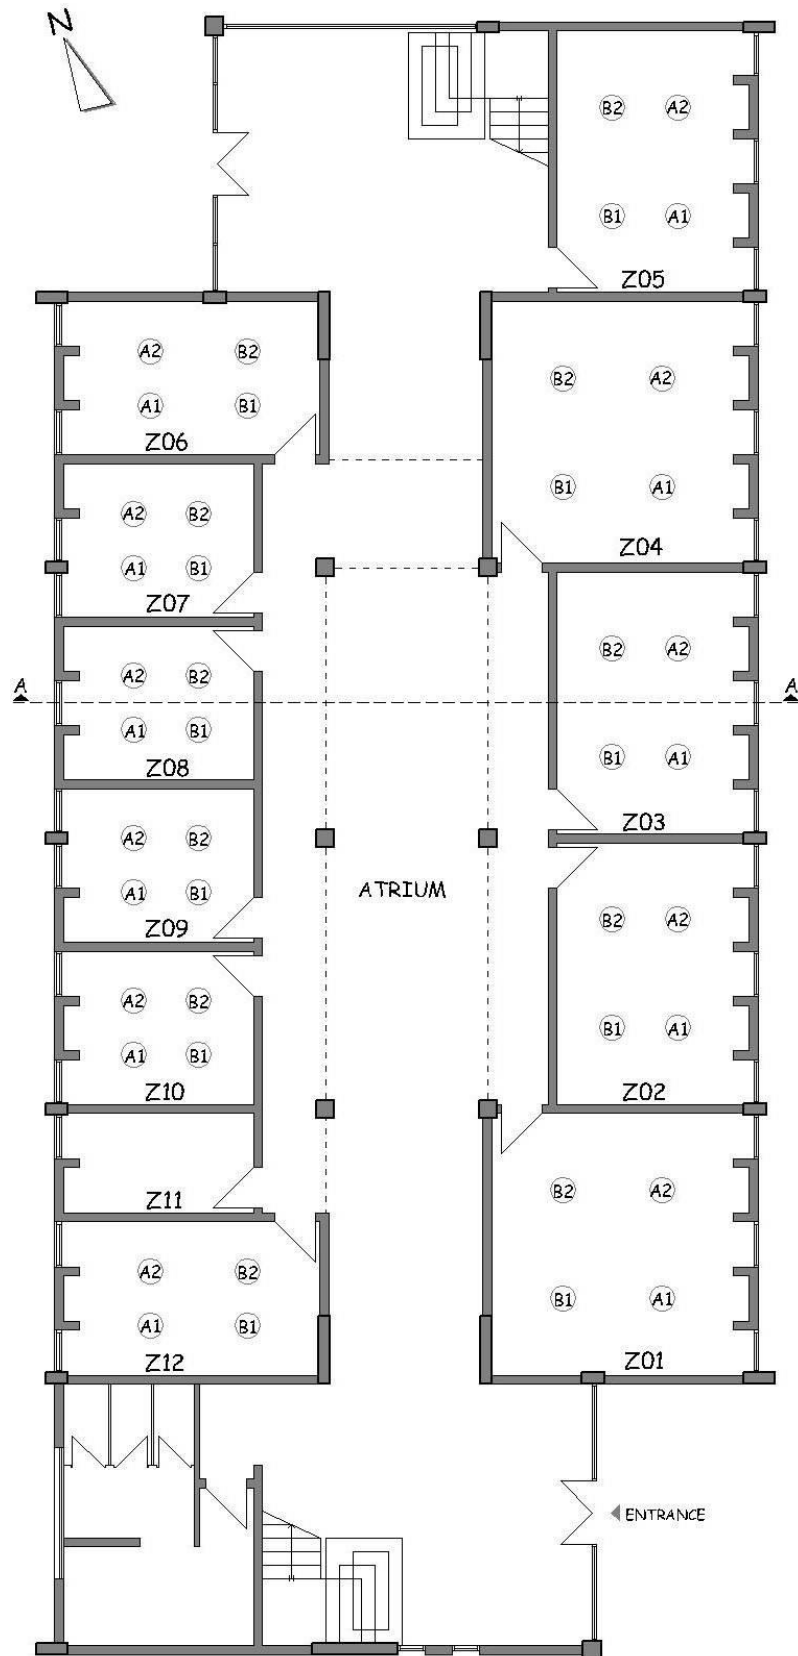 N
B2 A2
B1 A1
Z05
A2 B2
A1 B1
Z06
B2 A2
B1 A1
Z04
A2 B2
A1 B1
Z07
B2 A2
B1 A1
Z03
A2 B2
A1 B1
Z08
A A
A2 B2
A1 B1
Z09
ATRIUM
B2 A2
B1 A1
Z02
A2 B2
A1 B1
Z10
Z11
B2 A2
B1 A1
Z01
A2 B2
A1 B1
Z12
ENTRANCE